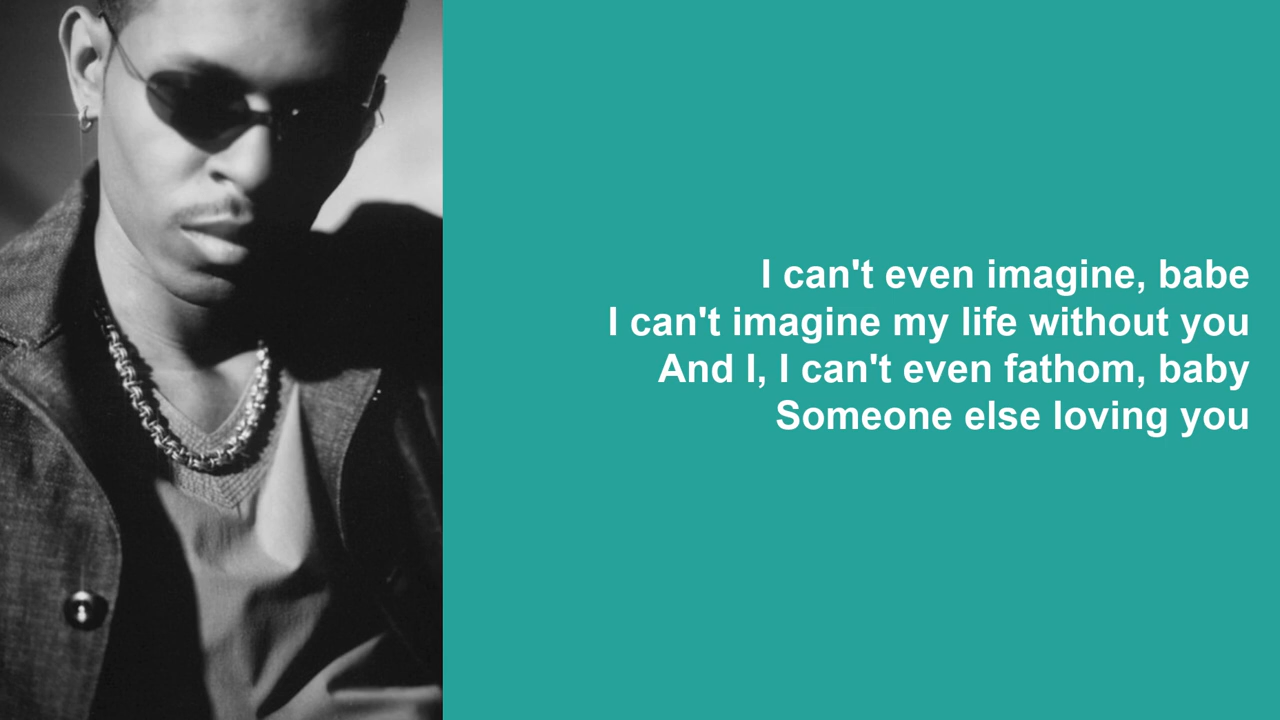 I can't even imagine, babe
I can't imagine my life without you
And I, I can't even fathom, baby
Someone else loving you